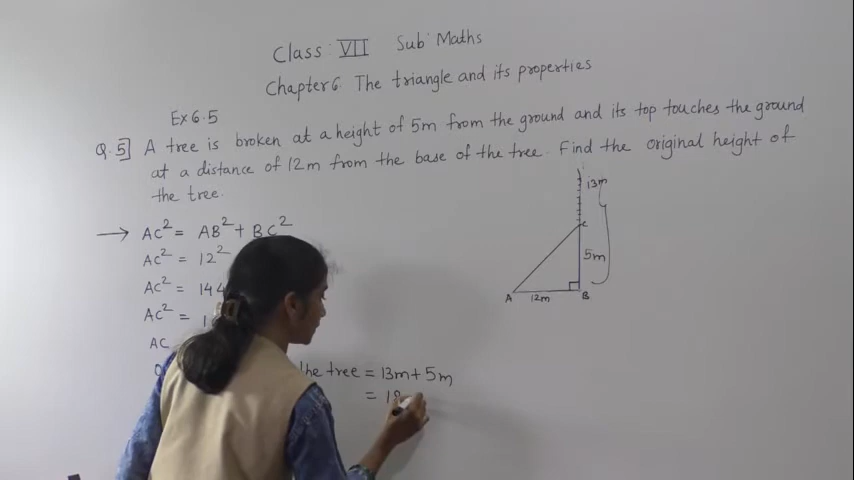 Class: VII Sub: Maths
Chapter 6 The triangle and its properties
Ex 6.5
Q.5] A tree is broken at a height of 5m from the ground and its top touches the ground
at a distance of 12m from the base of the tree. Find the original height of
the tree.
→ AC² = AB² + BC²
AC² = 12²
AC² = 144
AC² =
AC
the tree = 13m + 5m
= 18
13m
C
5m
A 12m B